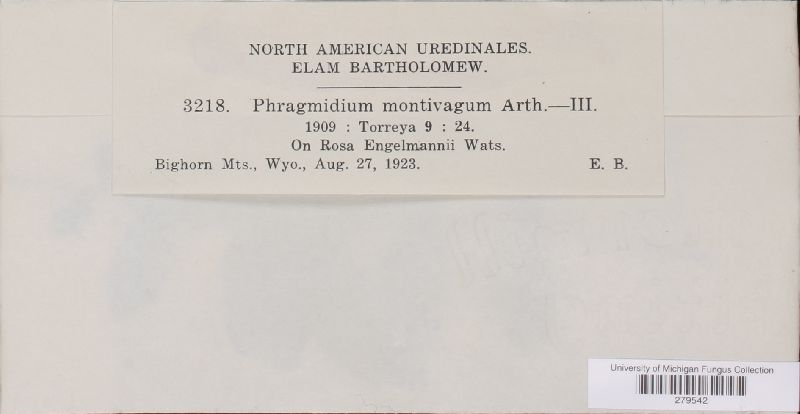 NORTH AMERICAN UREDINALES.
ELAM BARTHOLOMEW.
3218. Phragmidium montivagum Arth.—III.
1909 : Torreya 9 : 24.
On Rosa Engelmannii Wats.
Bighorn Mts., Wyo., Aug. 27, 1923. E. B.
University of Michigan Fungus Collection
279542